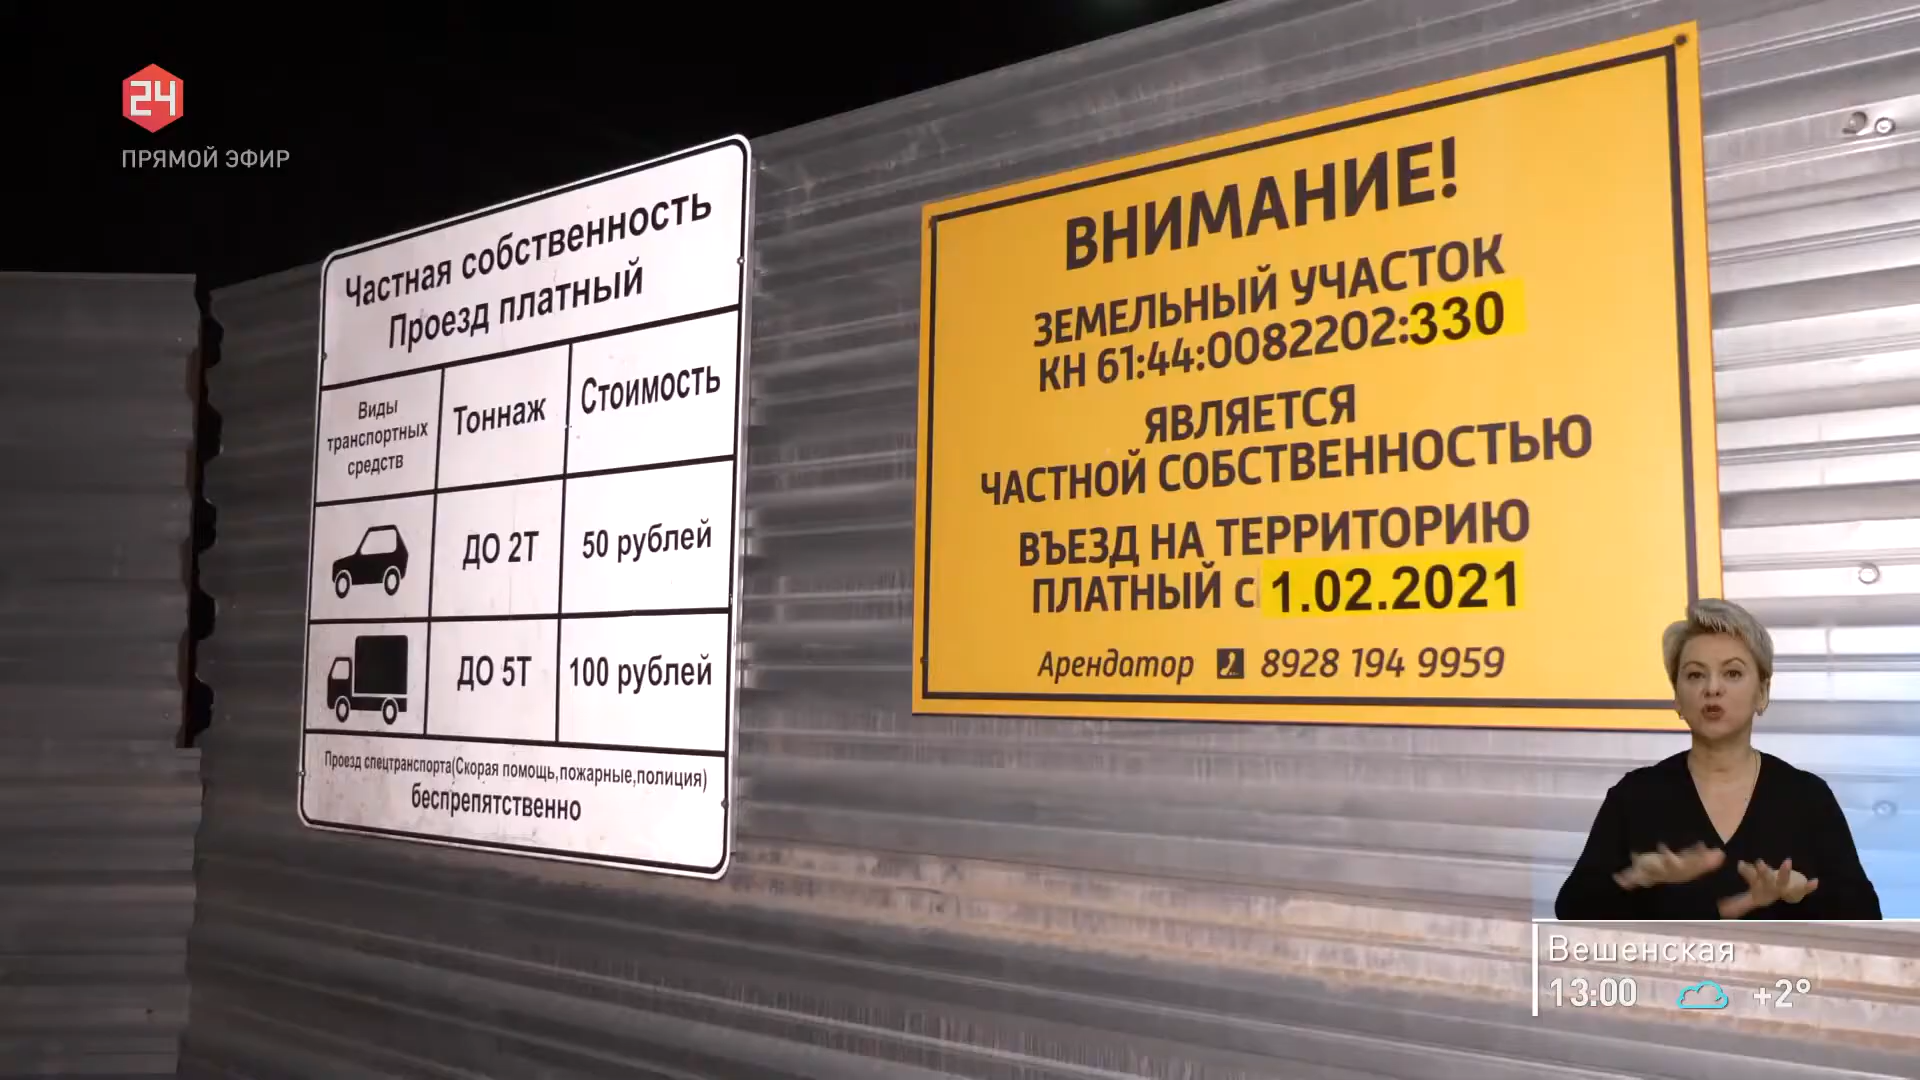 24
ПРЯМОЙ ЭФИР
Частная собственность
Проезд платный
Виды
транспортных
средств
Тоннаж
Стоимость
ДО 2Т
50 рублей
ДО 5Т
100 рублей
Проезд спецтранспорта(Скорая помощь,пожарные,полиция)
беспрепятственно
ВНИМАНИЕ!
ЗЕМЕЛЬНЫЙ УЧАСТОК
КН 61:44:0082202:330
ЯВЛЯЕТСЯ
ЧАСТНОЙ СОБСТВЕННОСТЬЮ
ВЪЕЗД НА ТЕРРИТОРИЮ
ПЛАТНЫЙ с 1.02.2021
Арендатор 8928 194 9959
Вешенская
13:00 +2°